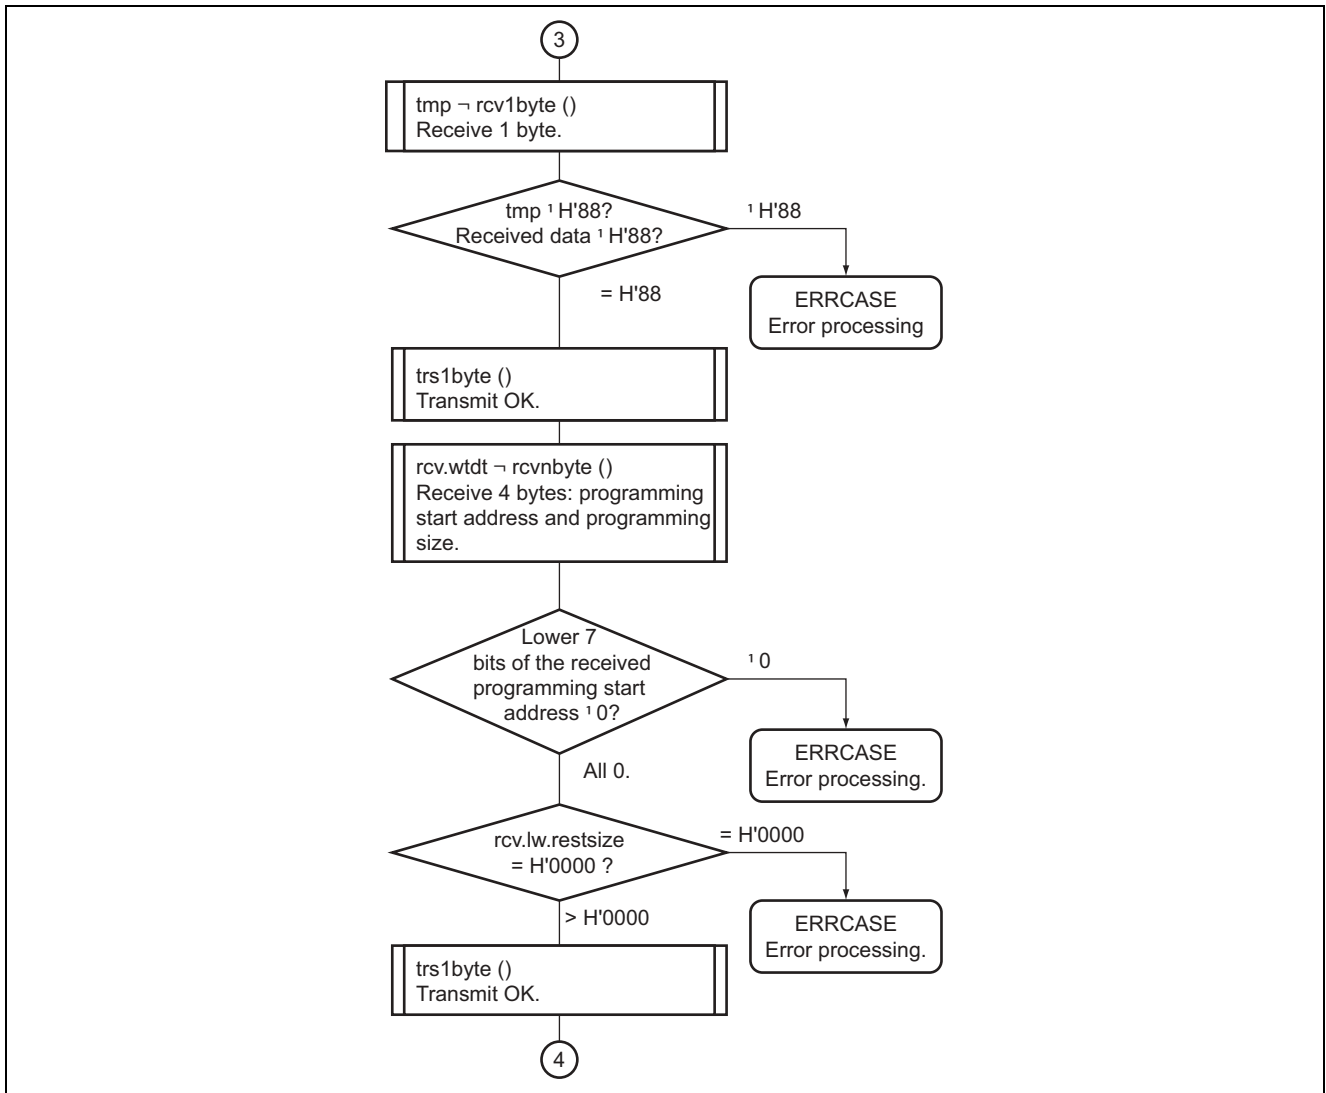 3
tmp ¬ rcv1byte ()
Receive 1 byte.
tmp ¹ H'88?
Received data ¹ H'88?
¹ H'88
= H'88
ERRCASE
Error processing
trs1byte ()
Transmit OK.
rcv.wtdt ¬ rcvnbyte ()
Receive 4 bytes: programming
start address and programming
size.
Lower 7
bits of the received
programming start
address ¹ 0?
¹ 0
All 0.
ERRCASE
Error processing.
rcv.lw.restsize
= H'0000 ?
= H'0000
> H'0000
ERRCASE
Error processing.
trs1byte ()
Transmit OK.
4